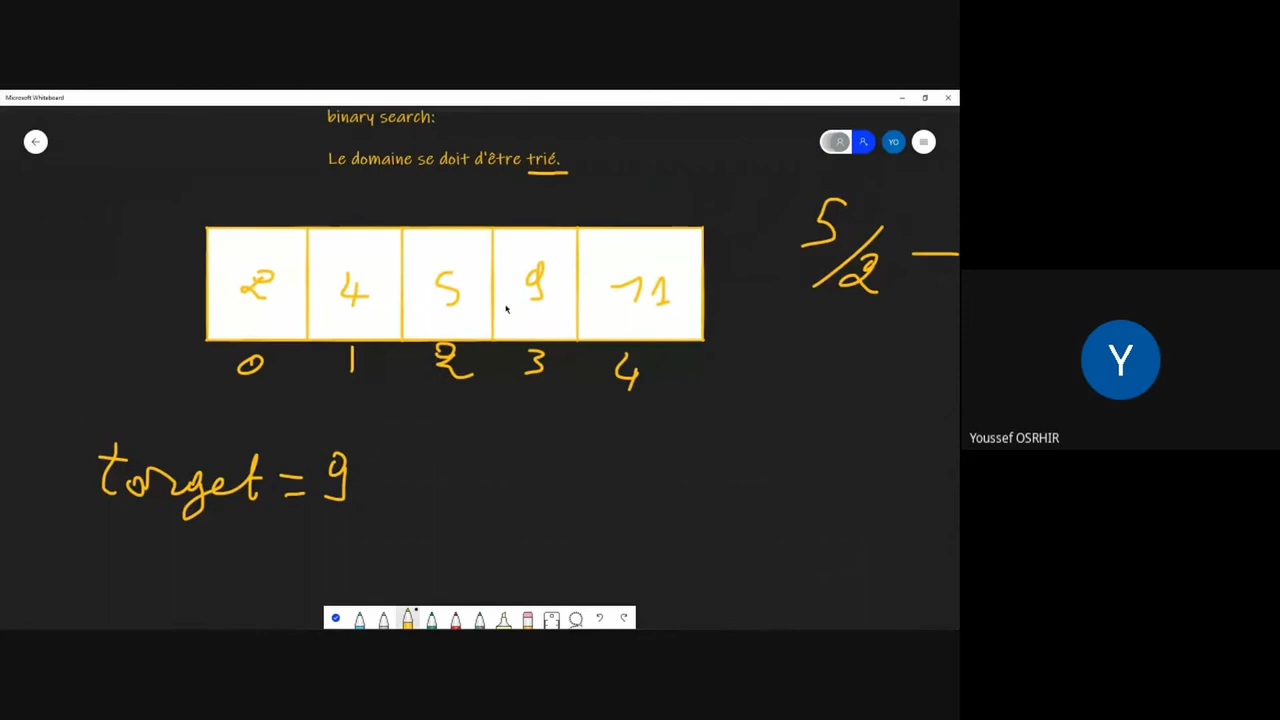 Microsoft Whiteboard
binary search:
YO
Le domaine se doit d'être trié.
5/2 —
2 4 5 9 11
0 1 2 3 4
Y
Youssef OSRHIR
target = 9